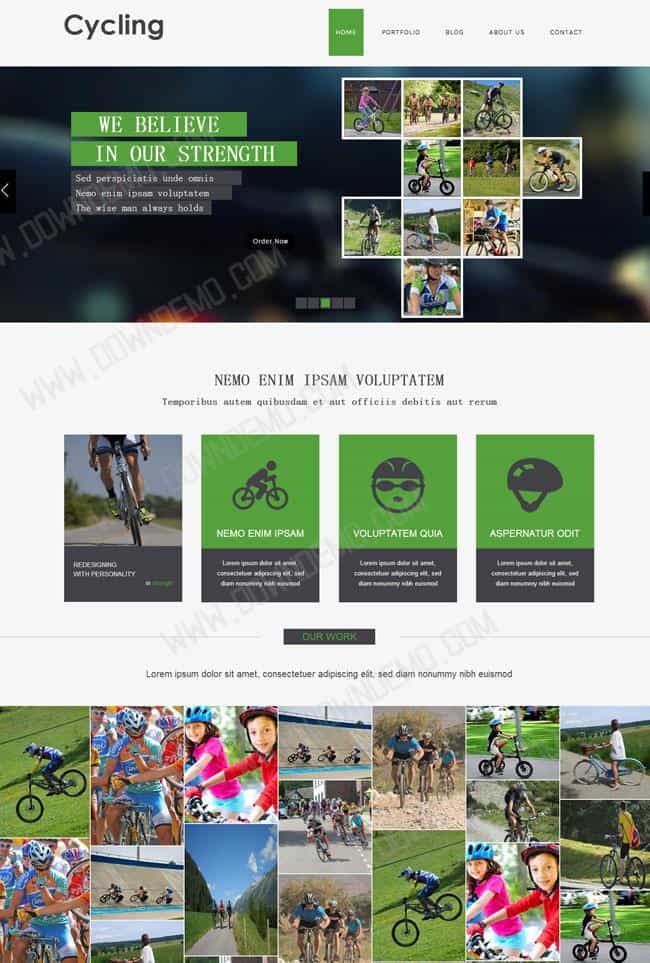 Cycling
HOME PORTFOLIO BLOG ABOUT US CONTACT
WE BELIEVE
IN OUR STRENGTH
Sed perspiciatis unde omnis
Nemo enim ipsam voluptatem
The wise man always holds
Order Now
NEMO ENIM IPSAM VOLUPTATEM
Temporibus autem quibusdam et aut officiis debitis aut rerum
REDESIGNING
WITH PERSONALITY
strength
NEMO ENIM IPSAM
Lorem ipsum dolor sit amet,
consectetuer adipiscing elit, sed
diam nonummy nibh euismod
VOLUPTATEM QUIA
Lorem ipsum dolor sit amet,
consectetuer adipiscing elit, sed
diam nonummy nibh euismod
ASPERNATUR ODIT
Lorem ipsum dolor sit amet,
consectetuer adipiscing elit, sed
diam nonummy nibh euismod
OUR WORK
Lorem ipsum dolor sit amet, consectetuer adipiscing elit, sed diam nonummy nibh euismod
WWW.DOWNDEMO.COM